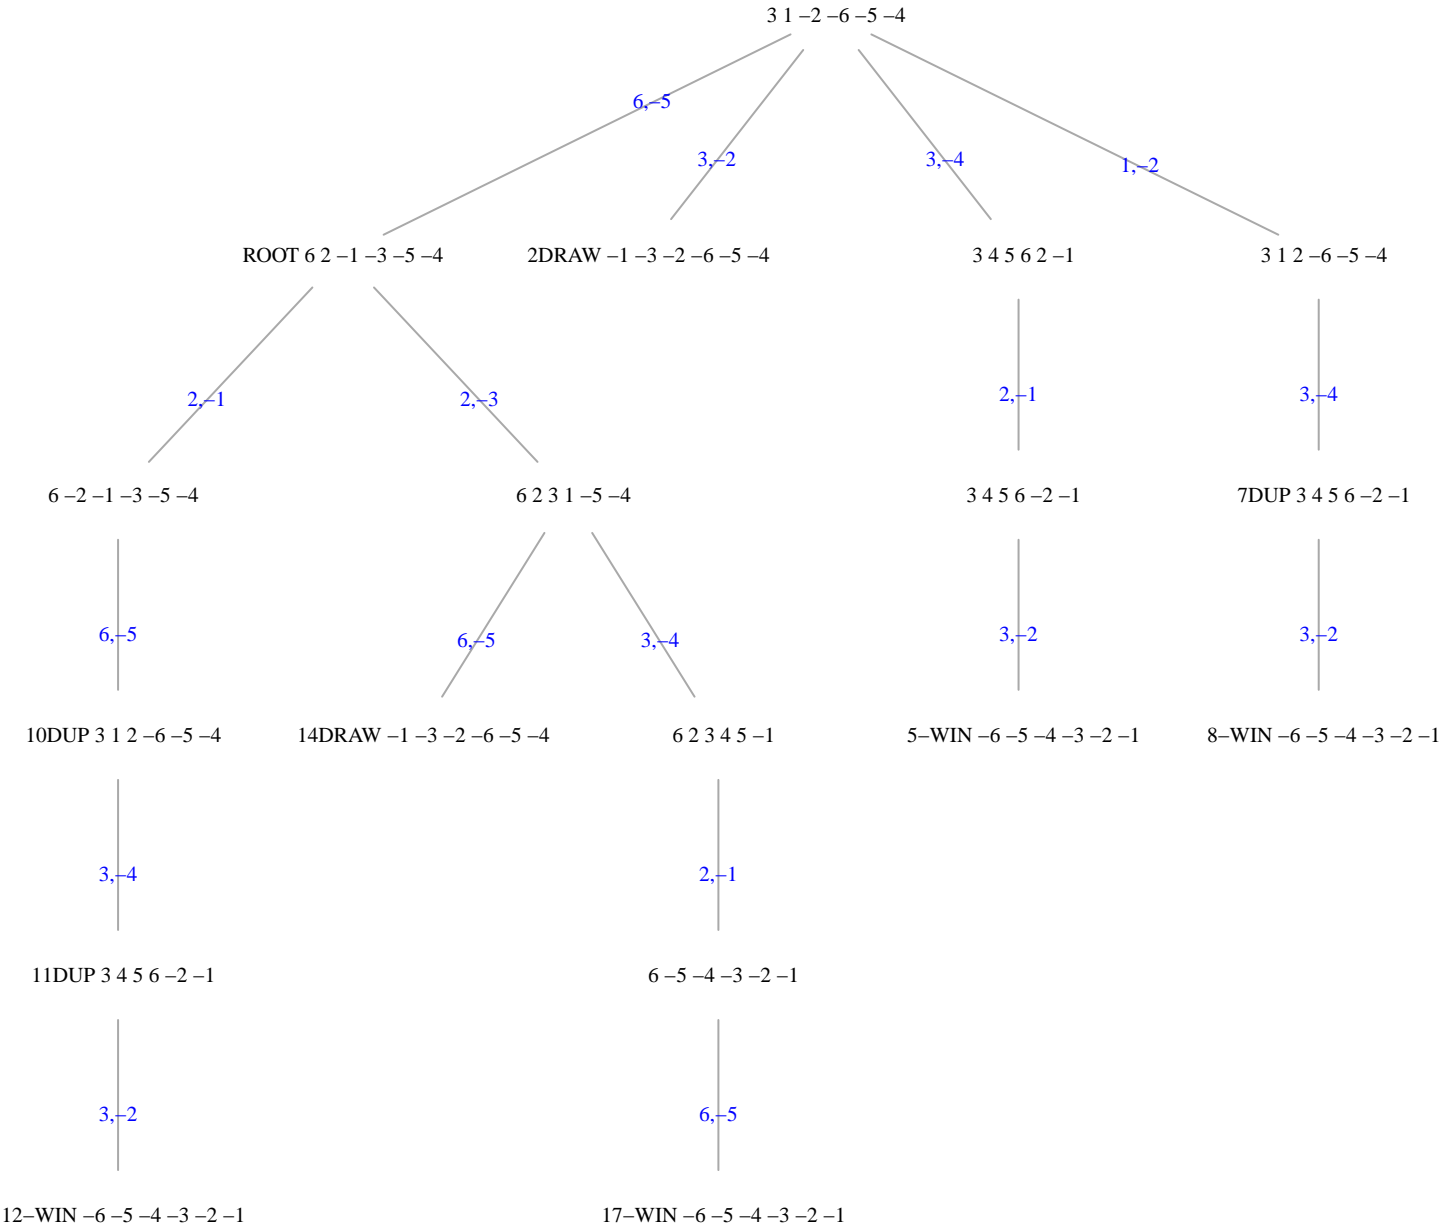 3 1 –2 –6 –5 –4
6,–5
3,–2
3,–4
1,–2
ROOT 6 2 –1 –3 –5 –4
2DRAW –1 –3 –2 –6 –5 –4
3 4 5 6 2 –1
3 1 2 –6 –5 –4
2,–1
2,–3
2,–1
3,–4
6 –2 –1 –3 –5 –4
6 2 3 1 –5 –4
3 4 5 6 –2 –1
7DUP 3 4 5 6 –2 –1
6,–5
6,–5
3,–4
3,–2
3,–2
10DUP 3 1 2 –6 –5 –4
14DRAW –1 –3 –2 –6 –5 –4
6 2 3 4 5 –1
5–WIN –6 –5 –4 –3 –2 –1
8–WIN –6 –5 –4 –3 –2 –1
3,–4
2,–1
11DUP 3 4 5 6 –2 –1
6 –5 –4 –3 –2 –1
3,–2
6,–5
12–WIN –6 –5 –4 –3 –2 –1
17–WIN –6 –5 –4 –3 –2 –1